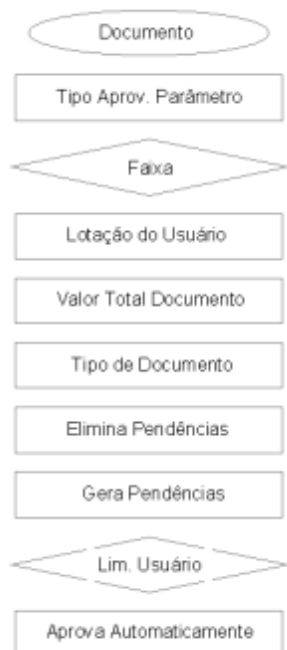 Documento
Tipo Aprov. Parâmetro
Faixa
Lotação do Usuário
Valor Total Documento
Tipo de Documento
Elimina Pendências
Gera Pendências
Lim. Usuário
Aprova Automaticamente